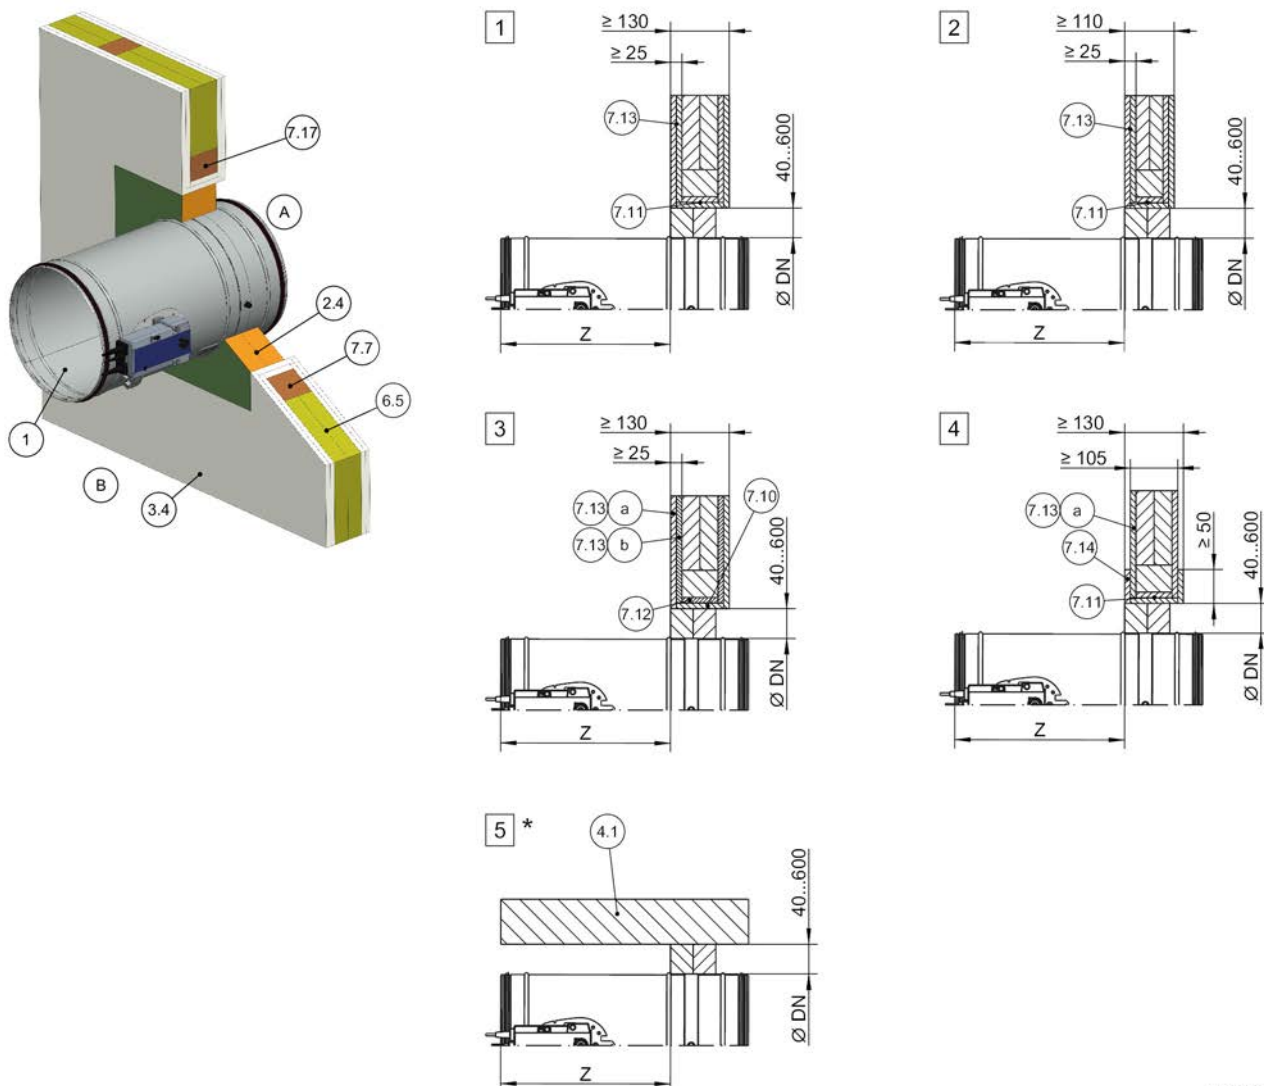 7.17
A
2.4
7.7
6.5
1
B
3.4
1
≥ 130
≥ 25
7.13
7.11
40...600
Ø DN
Z
2
≥ 110
≥ 25
7.13
7.11
40...600
Ø DN
Z
3
≥ 130
≥ 25
7.10
7.13 a
7.13 b
7.12
40...600
Ø DN
Z
4
≥ 130
≥ 105
7.13 a
7.14
7.11
≥ 50
40...600
Ø DN
Z
5 *
4.1
40...600
Ø DN
Z